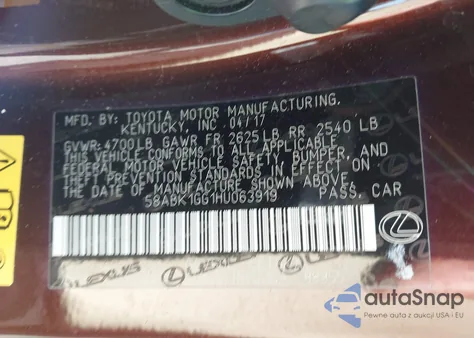 MFD. BY: TOYOTA MOTOR MANUFACTURING,
KENTUCKY, INC 04/17
GVWR: 4700LB GAWR FR 2625LB RR 2540 LB
THIS VEHICLE CONFORMS TO ALL APPLICABLE
FEDERAL MOTOR VEHICLE SAFETY, BUMPER, AND
THEFT PREVENTION STANDARDS IN EFFECT ON
THE DATE OF MANUFACTURE SHOWN ABOVE.
58ABK1GG1HU063919 PASS. CAR
LEXUS LEXUS
autoSnap
Pewne auta z aukcji USA i EU